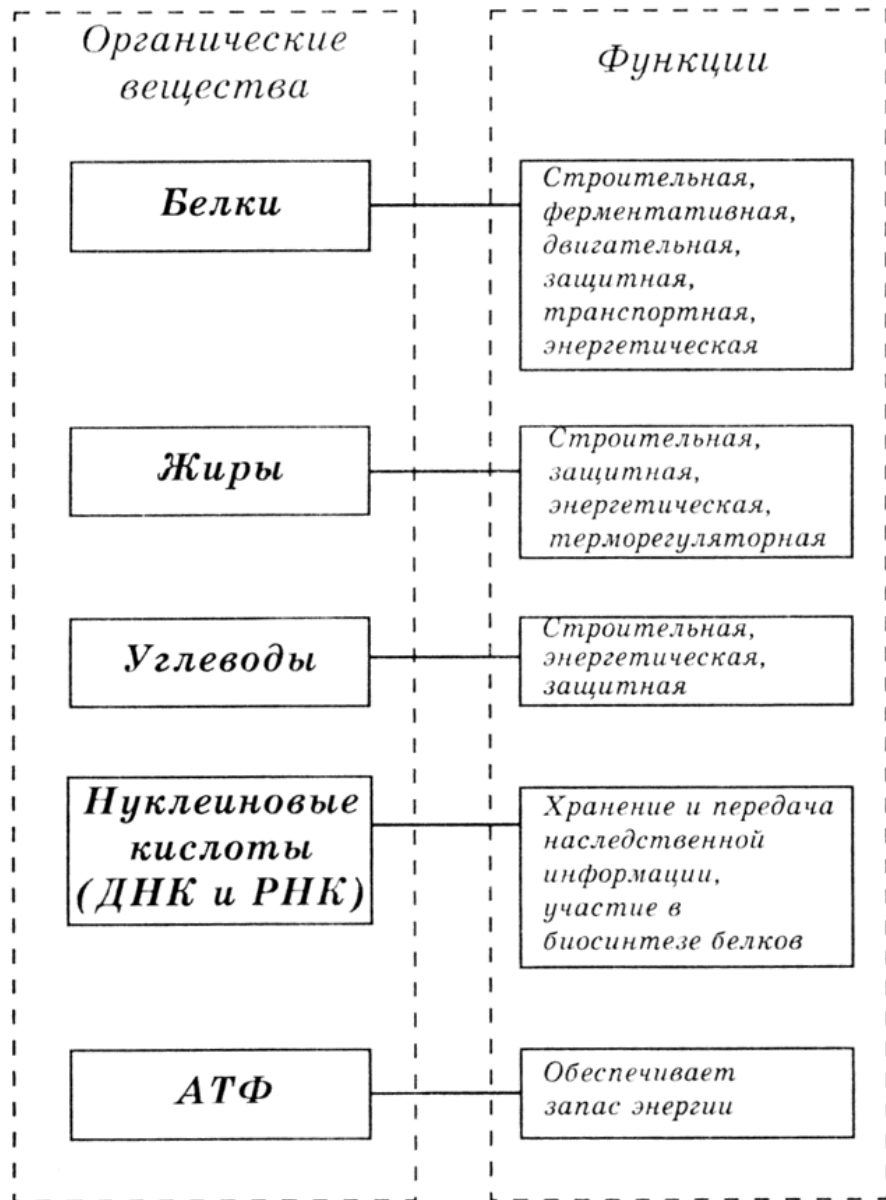 Органические
вещества
Функции
Белки
Строительная,
ферментативная,
двигательная,
защитная,
транспортная,
энергетическая
Жиры
Строительная,
защитная,
энергетическая,
терморегуляторная
Углеводы
Строительная,
энергетическая,
защитная
Нуклеиновые
кислоты
(ДНК и РНК)
Хранение и передача
наследственной
информации,
участие в
биосинтезе белков
АТФ
Обеспечивает
запас энергии